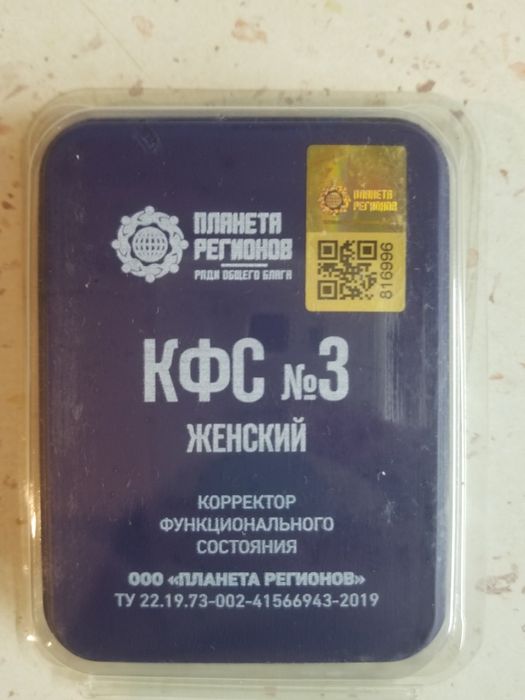 ПЛАНЕТА
РЕГИОНОВ
РАДИ ОБЩЕГО БЛАГА
ПЛАНЕТА
РЕГИОНОВ
816996
КФС №3
ЖЕНСКИЙ
КОРРЕКТОР
ФУНКЦИОНАЛЬНОГО
СОСТОЯНИЯ
ООО «ПЛАНЕТА РЕГИОНОВ»
ТУ 22.19.73-002-41566943-2019